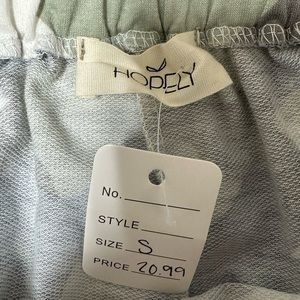 HOPELY
No.
STYLE
SIZE S
PRICE 20.99